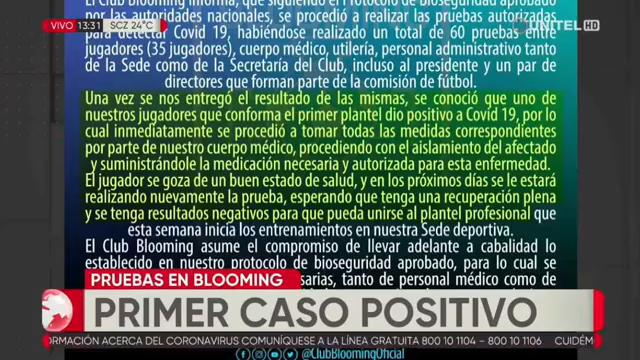 VIVO 13:31 SCZ 24°C
UNITEL HD
El Club Blooming informa, que siguiendo el Protocolo de Bioseguridad aprobado
por las autoridades nacionales, se procedió a realizar las pruebas autorizadas
para Covid 19, habiéndose realizado un total de 60 pruebas entre
jugadores (35 jugadores), cuerpo médico, utilería, personal administrativo tanto
de la Sede como de la Secretaría del Club, incluso al presidente y un par de
directores que forman parte de la comisión de fútbol.
Una vez se nos entregó el resultado de las mismas, se conoció que uno de
nuestros jugadores que conforma el primer plantel dio positivo a Covid 19, por lo
cual inmediatamente se procedió a tomar todas las medidas correspondientes
por parte de nuestro cuerpo médico, procediendo con el aislamiento del afectado
y suministrándole la medicación necesaria y autorizada para esta enfermedad.
El jugador se goza de un buen estado de salud, y en los próximos días se le estará
realizando nuevamente la prueba, esperando que tenga una recuperación plena
y se tenga resultados negativos para que pueda unirse al plantel profesional que
esta semana inicia los entrenamientos en nuestra Sede deportiva.
El Club Blooming asume el compromiso de llevar adelante a cabalidad lo
establecido en nuestro protocolo de bioseguridad aprobado, para lo cual se
sarias, tanto de personal médico como de
PRUEBAS EN BLOOMING
PRIMER CASO POSITIVO
ORMACIÓN ACERCA DEL CORONAVIRUS COMUNÍQUESE A LA LÍNEA GRATUITA 800 10 1104 - 800 10 1106 CUIDÉM
@ClubBloomingOficial